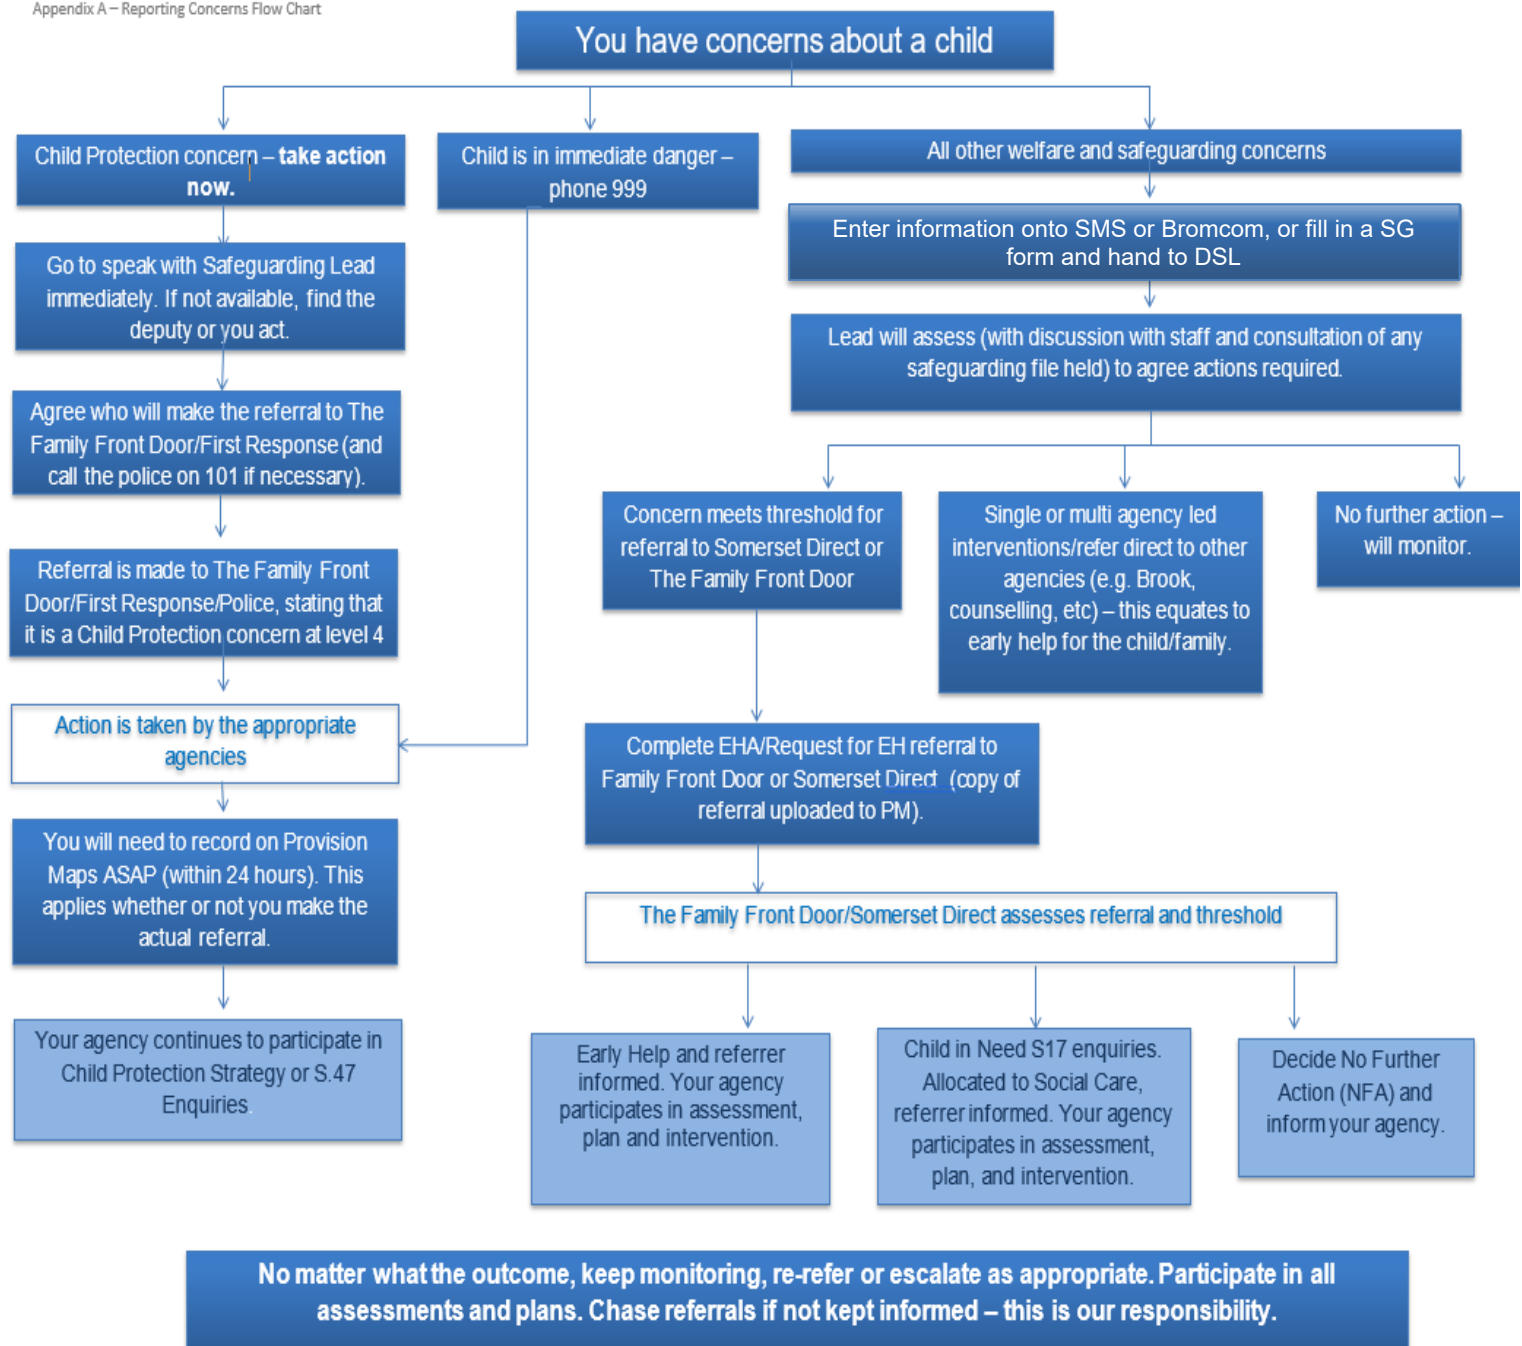 Appendix A – Reporting Concerns Flow Chart
You have concerns about a child
Child Protection concern – take action
now.
Child is in immediate danger –
phone 999
All other welfare and safeguarding concerns
Go to speak with Safeguarding Lead
immediately. If not available, find the
deputy or you act.
Enter information onto SMS or Bromcom, or fill in a SG
form and hand to DSL
Lead will assess (with discussion with staff and consultation of any
safeguarding file held) to agree actions required.
Agree who will make the referral to The
Family Front Door/First Response (and
call the police on 101 if necessary).
Concern meets threshold for
referral to Somerset Direct or
The Family Front Door
Single or multi agency led
interventions/refer direct to other
agencies (e.g. Brook,
counselling, etc) – this equates to
early help for the child/family.
No further action –
will monitor.
Referral is made to The Family Front
Door/First Response/Police, stating that
it is a Child Protection concern at level 4
Action is taken by the appropriate
agencies
Complete EHA/Request for EH referral to
Family Front Door or Somerset Direct (copy of
referral uploaded to PM).
You will need to record on Provision
Maps ASAP (within 24 hours). This
applies whether or not you make the
actual referral.
The Family Front Door/Somerset Direct assesses referral and threshold
Your agency continues to participate in
Child Protection Strategy or S.47
Enquiries.
Early Help and referrer
informed. Your agency
participates in assessment,
plan and intervention.
Child in Need S17 enquiries.
Allocated to Social Care,
referrer informed. Your agency
participates in assessment,
plan, and intervention.
Decide No Further
Action (NFA) and
inform your agency.
No matter what the outcome, keep monitoring, re-refer or escalate as appropriate. Participate in all
assessments and plans. Chase referrals if not kept informed – this is our responsibility.